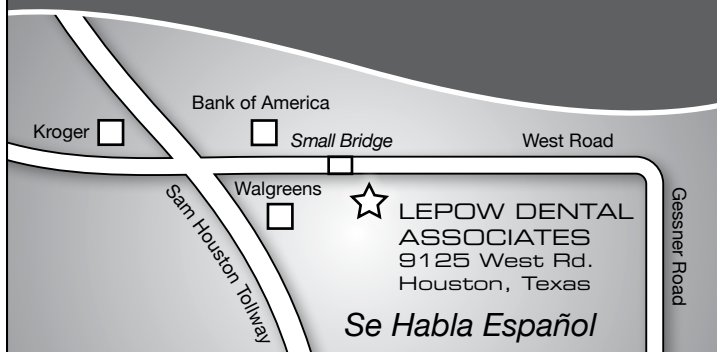 Bank of America
Kroger
Small Bridge
West Road
Walgreens
Sam Houston Tollway
Gessner Road
LEPOW DENTAL
ASSOCIATES
9125 West Rd.
Houston, Texas
Se Habla Español